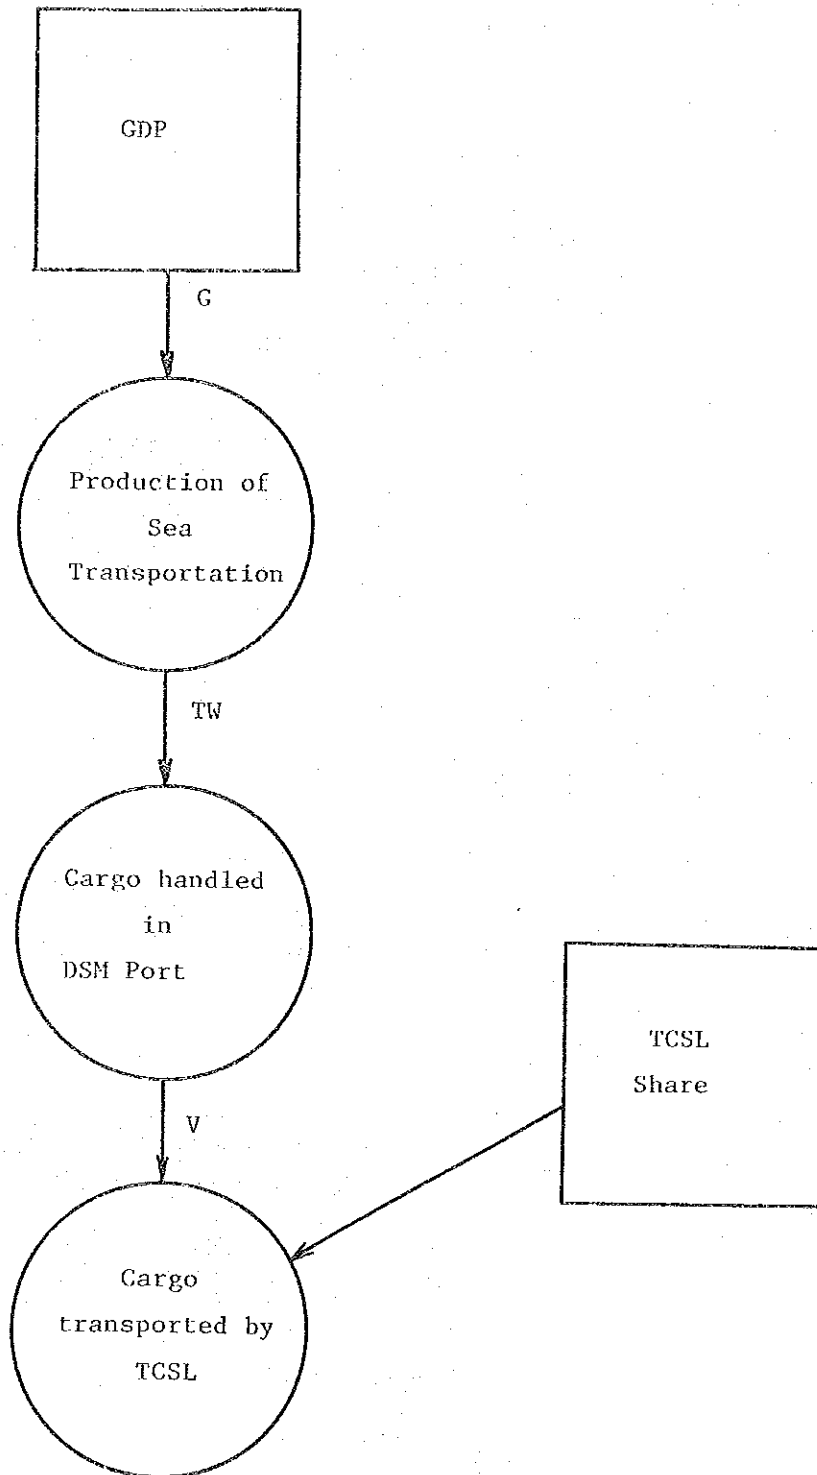 GDP
G
Production of
Sea
Transportation
TW
Cargo handled
in
DSM Port
TCSL
Share
V
Cargo
transported by
TCSL